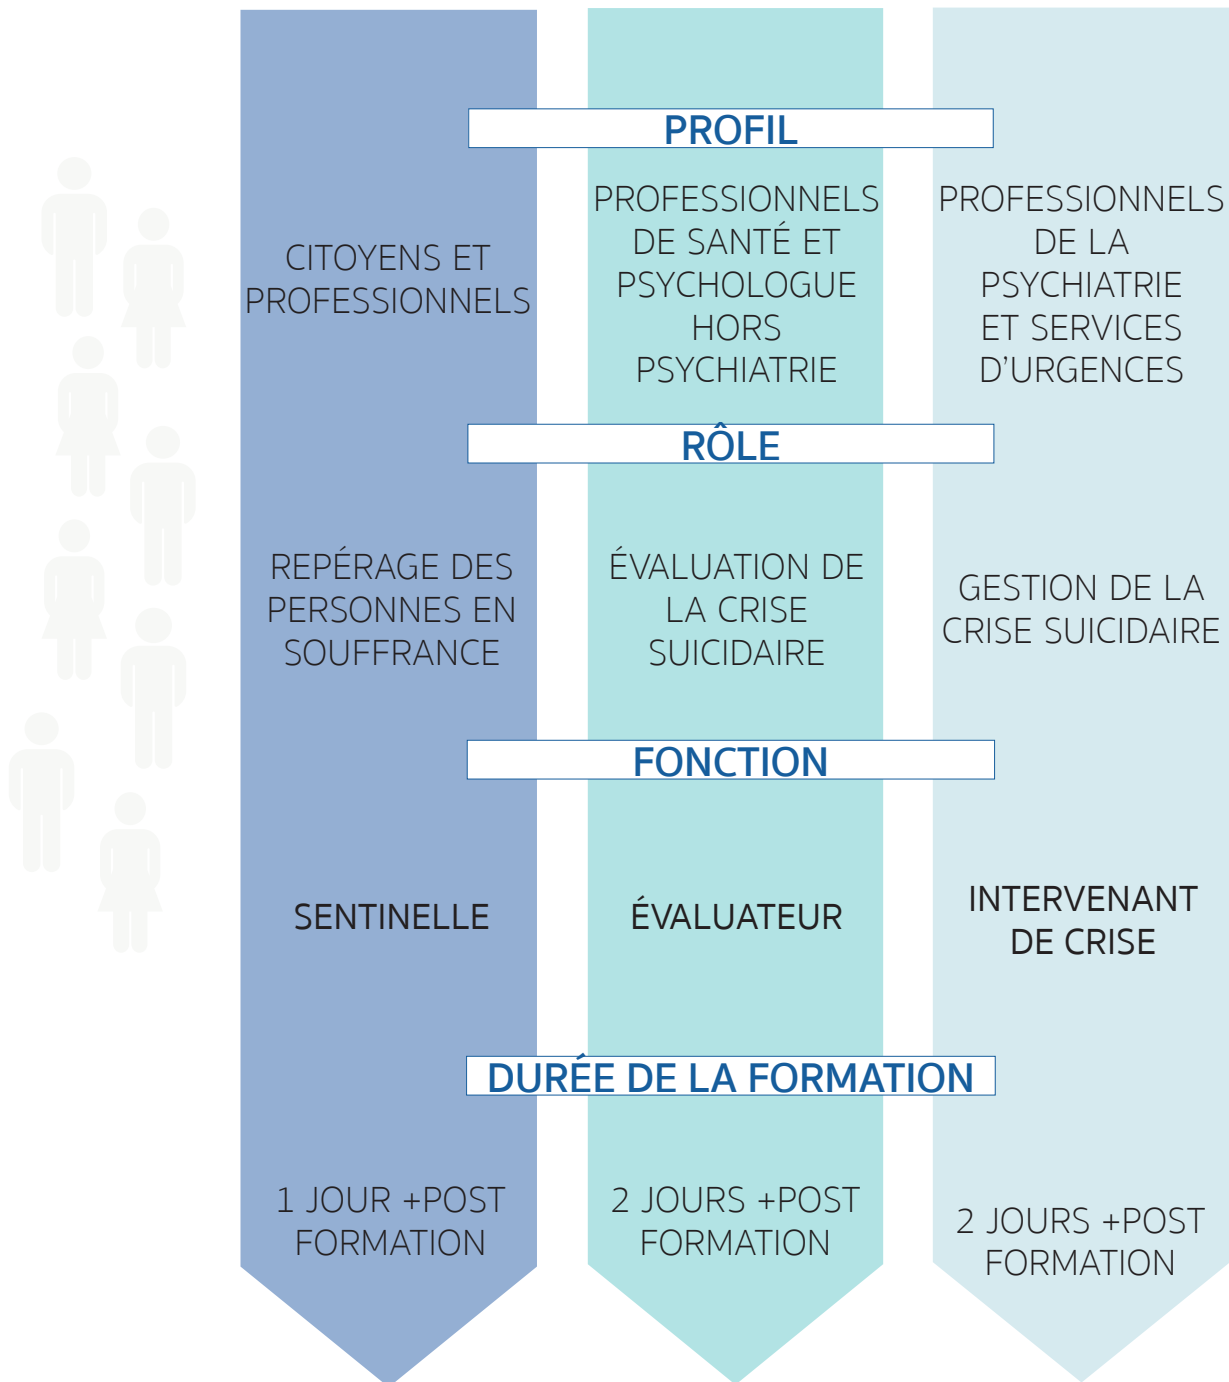 PROFIL
CITOYENS ET
PROFESSIONNELS
PROFESSIONNELS
DE SANTÉ ET
PSYCHOLOGUE
HORS
PSYCHIATRIE
PROFESSIONNELS
DE LA
PSYCHIATRIE
ET SERVICES
D’URGENCES
RÔLE
REPÉRAGE DES
PERSONNES EN
SOUFFRANCE
ÉVALUATION DE
LA CRISE
SUICIDAIRE
GESTION DE LA
CRISE SUICIDAIRE
FONCTION
SENTINELLE
ÉVALUATEUR
INTERVENANT
DE CRISE
DURÉE DE LA FORMATION
1 JOUR +POST
FORMATION
2 JOURS +POST
FORMATION
2 JOURS +POST
FORMATION